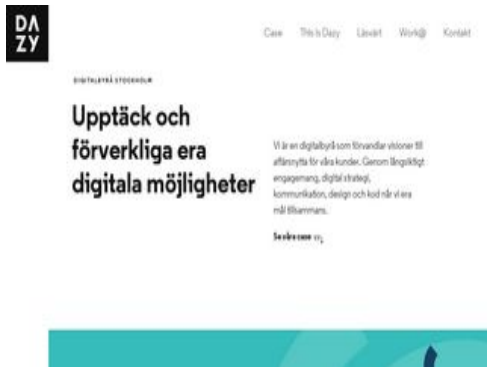 DA
ZY
Case This Is Dazy Läsvärt Work@ Kontakt
DIGITALBYRÅ STOCKHOLM
Upptäck och
förverkliga era
digitala möjligheter
Vi är en digitalbyrå som förvandlar visioner till
affärsnytta för våra kunder. Genom långsiktigt
engagemang, digital strategi,
kommunikation, design och kod når vi era
mål tillsammans.
Se våra case